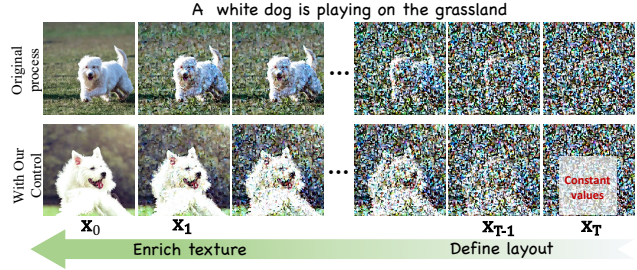 A white dog is playing on the grassland
Original
process
...
With Our
Control
...
Constant
values
x0
x1
xT-1
xT
Enrich texture
Define layout